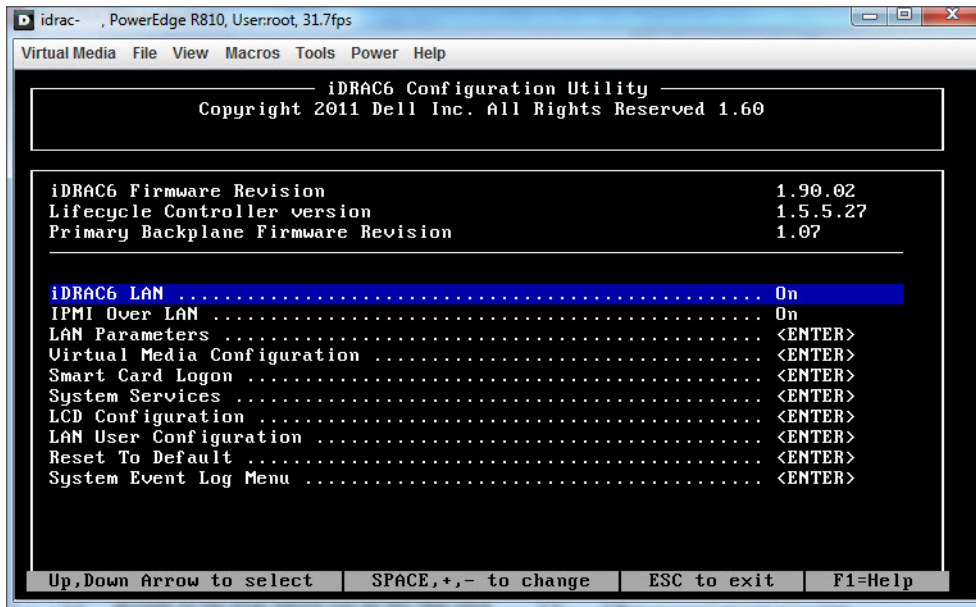 idrac- , PowerEdge R810, User:root, 31.7fps
Virtual Media File View Macros Tools Power Help
iDRAC6 Configuration Utility
Copyright 2011 Dell Inc. All Rights Reserved 1.60
iDRAC6 Firmware Revision 1.90.02
Lifecycle Controller version 1.5.5.27
Primary Backplane Firmware Revision 1.07
iDRAC6 LAN .................................................... On
IPMI Over LAN ................................................. On
LAN Parameters ................................................ <ENTER>
Virtual Media Configuration ................................... <ENTER>
Smart Card Logon .............................................. <ENTER>
System Services ............................................... <ENTER>
LCD Configuration ............................................. <ENTER>
LAN User Configuration ........................................ <ENTER>
Reset To Default .............................................. <ENTER>
System Event Log Menu ......................................... <ENTER>
Up,Down Arrow to select SPACE,+,- to change ESC to exit F1=Help